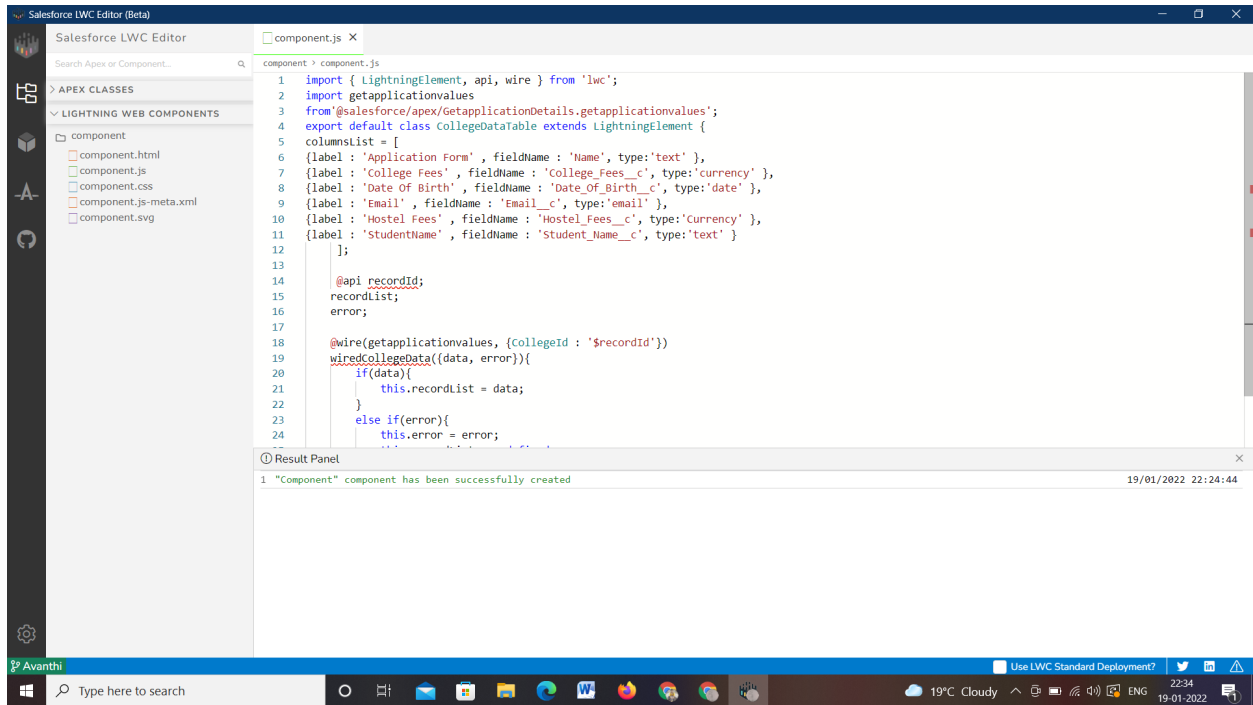 Salesforce LWC Editor (Beta)
Salesforce LWC Editor
component.js
Search Apex or Component...
component > component.js
APEX CLASSES
LIGHTNING WEB COMPONENTS
component
component.html
component.js
component.css
component.js-meta.xml
component.svg
1 import { LightningElement, api, wire } from 'lwc';
2 import getapplicationvalues
3 from'@salesforce/apex/GetapplicationDetails.getapplicationvalues';
4 export default class CollegeDataTable extends LightningElement {
5 columnsList = [
6 {label : 'Application Form' , fieldName : 'Name', type:'text' },
7 {label : 'College Fees' , fieldName : 'College_Fees__c', type:'currency' },
8 {label : 'Date Of Birth' , fieldName : 'Date_Of_Birth__c', type:'date' },
9 {label : 'Email' , fieldName : 'Email__c', type:'email' },
10 {label : 'Hostel Fees' , fieldName : 'Hostel_Fees__c', type:'Currency' },
11 {label : 'StudentName' , fieldName : 'Student_Name__c', type:'text' }
12 ];
13
14 @api recordId;
15 recordList;
16 error;
17
18 @wire(getapplicationvalues, {CollegeId : '$recordId'})
19 wiredCollegeData({data, error}){
20 if(data){
21 this.recordList = data;
22 }
23 else if(error){
24 this.error = error;
Result Panel
1 "Component" component has been successfully created 19/01/2022 22:24:44
Avanthi
Use LWC Standard Deployment?
Type here to search
19°C Cloudy
ENG
22:34
19-01-2022
1